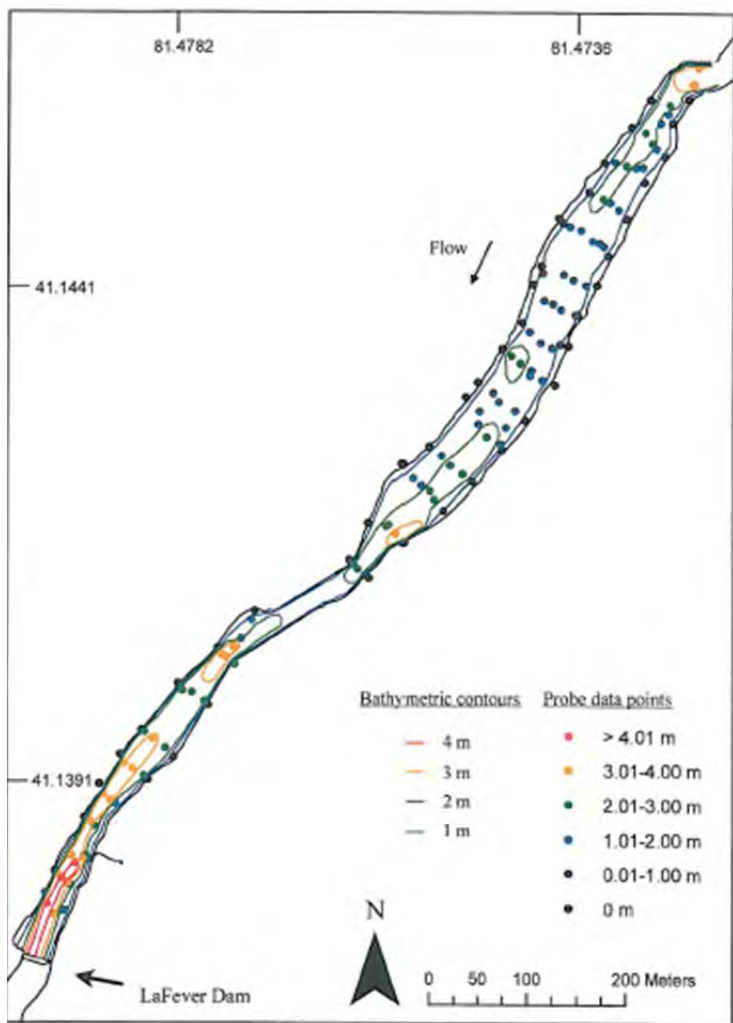 81.4782
81.4736
Flow
41.1441
41.1391
Bathymetric contours
4 m
3 m
2 m
1 m
Probe data points
> 4.01 m
3.01-4.00 m
2.01-3.00 m
1.01-2.00 m
0.01-1.00 m
0 m
N
0 50 100 200 Meters
LaFever Dam